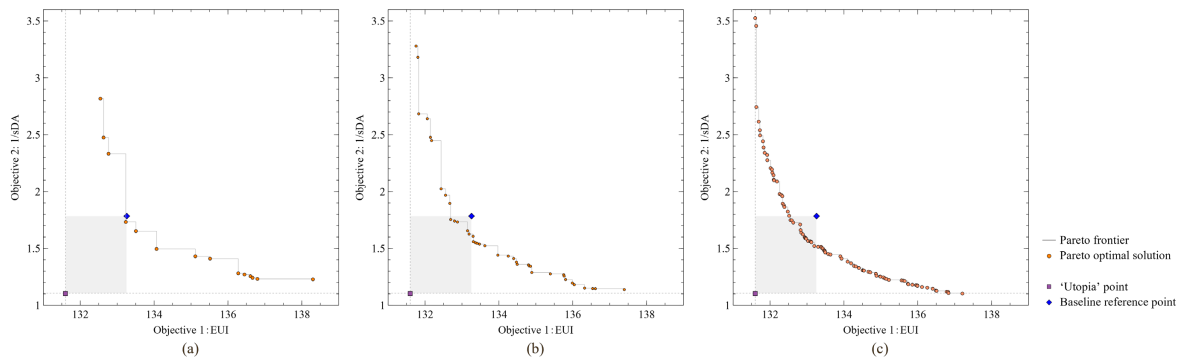 3.5
3
2.5
2
1.5
1
Objective 2: 1/sDA
132
134
136
138
Objective 1: EUI
(a)
3.5
3
2.5
2
1.5
1
Objective 2: 1/sDA
132
134
136
138
Objective 1: EUI
(b)
3.5
3
2.5
2
1.5
1
Objective 2: 1/sDA
132
134
136
138
Objective 1: EUI
(c)
Pareto frontier
Pareto optimal solution
‘Utopia’ point
Baseline reference point